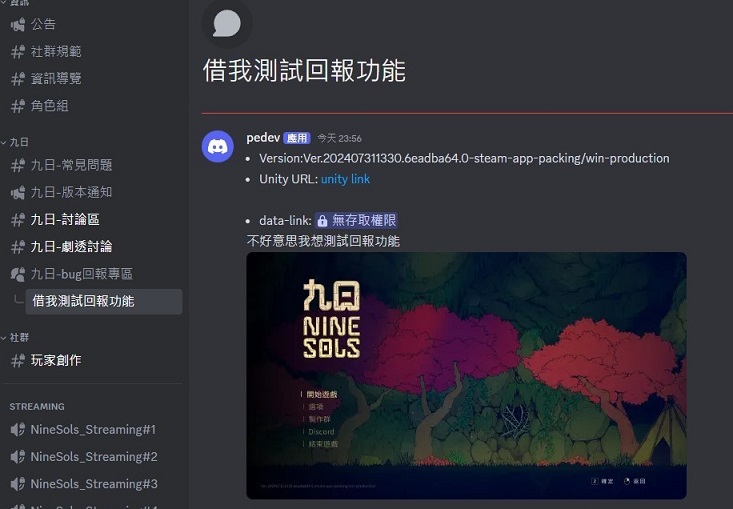 資訊
公告
社群規範
資訊導覽
角色組
九日
九日-常見問題
九日-版本通知
九日-討論區
九日-劇透討論
九日-bug回報專區
借我測試回報功能
社群
玩家創作
STREAMING
NineSols_Streaming#1
NineSols_Streaming#2
NineSols_Streaming#3
借我測試回報功能
pedev 應用 今天 23:56
Version:Ver.202407311330.6eadba64.0-steam-app-packing/win-production
Unity URL: unity link
data-link: 無存取權限
不好意思我想測試回報功能
九日
NINE
SOLS
開始遊戲
選項
製作群
Discord
結束遊戲
確定 返回